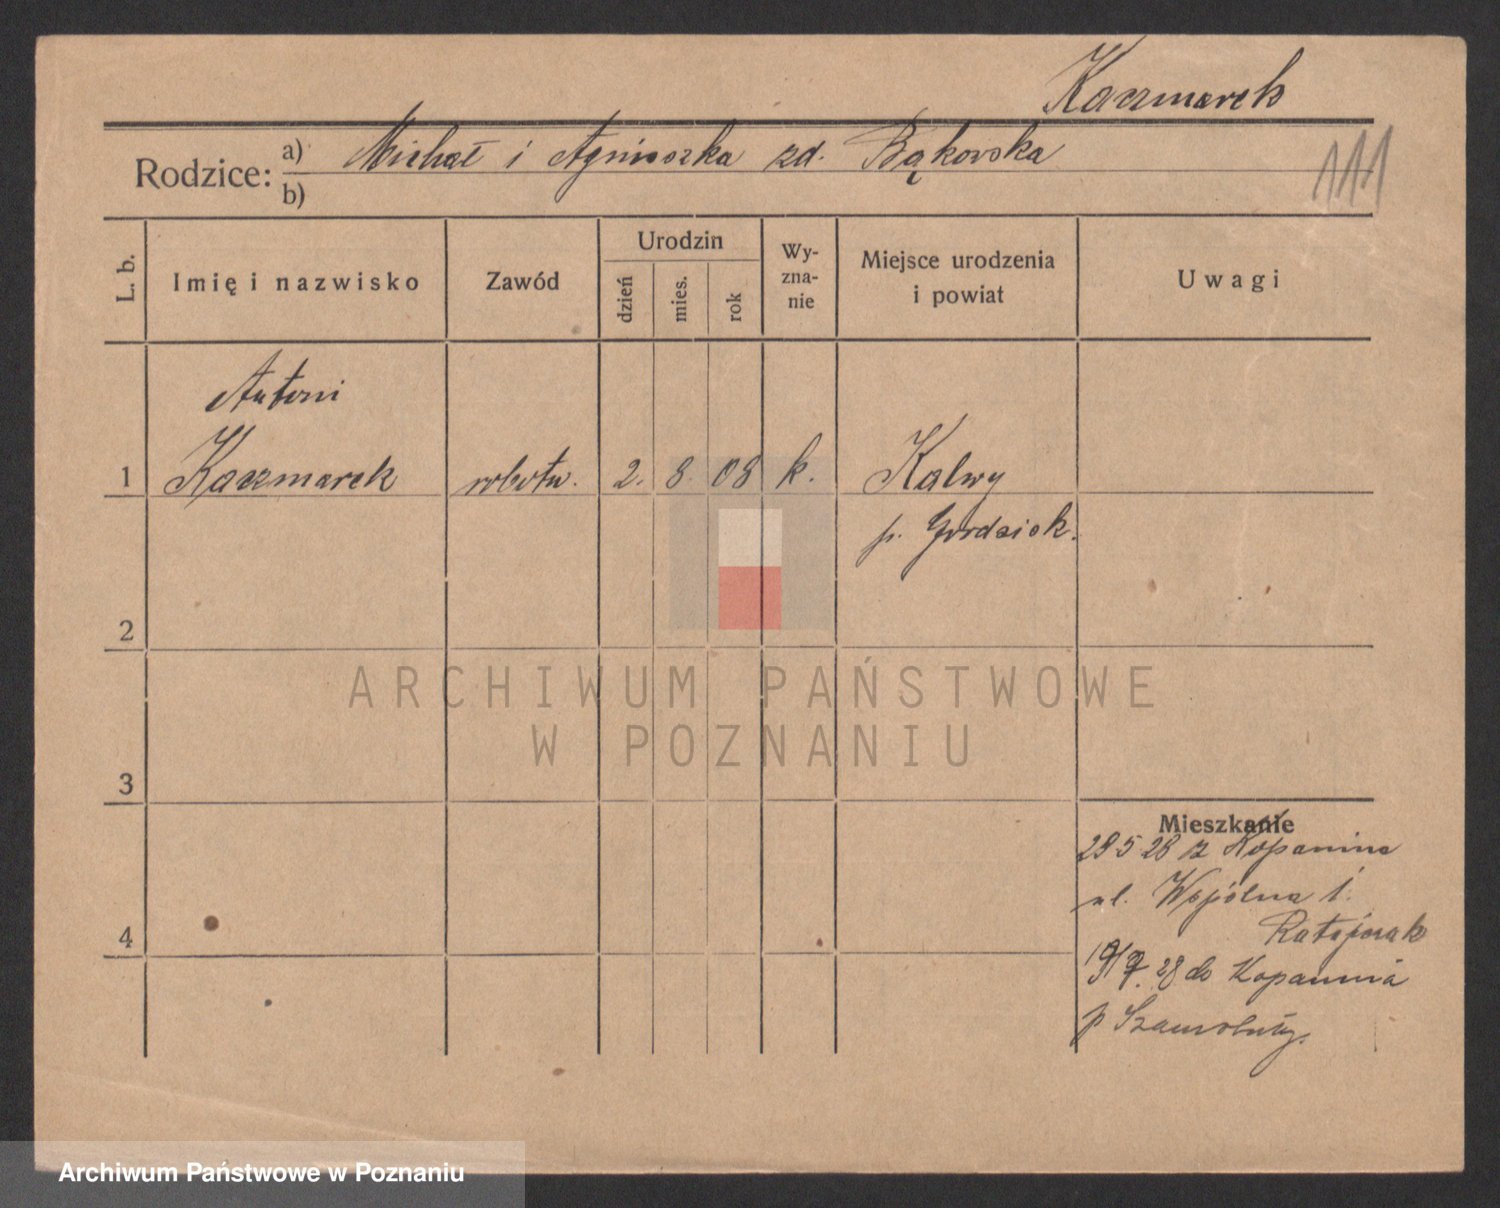 Kaczmarek
Rodzice: a) Michał i Agnieszka zd. Bąkowska
b)
111
L. b.
Imię i nazwisko
Zawód
Urodzin
dzień
mies.
rok
Wy-
zna-
nie
Miejsce urodzenia
i powiat
Uwagi
Antoni
1 Kaczmarek robotn. 2. 8. 08 k. Kalwy
p. Grodzisk.
2
3
4
Mieszkanie
29 5 28 z Kopanina
ul. Wspólna 1.
Ratajczak
28 do Kopanina
p Szamotuły.
ARCHIWUM PAŃSTWOWE
W POZNANIU
Archiwum Państwowe w Poznaniu